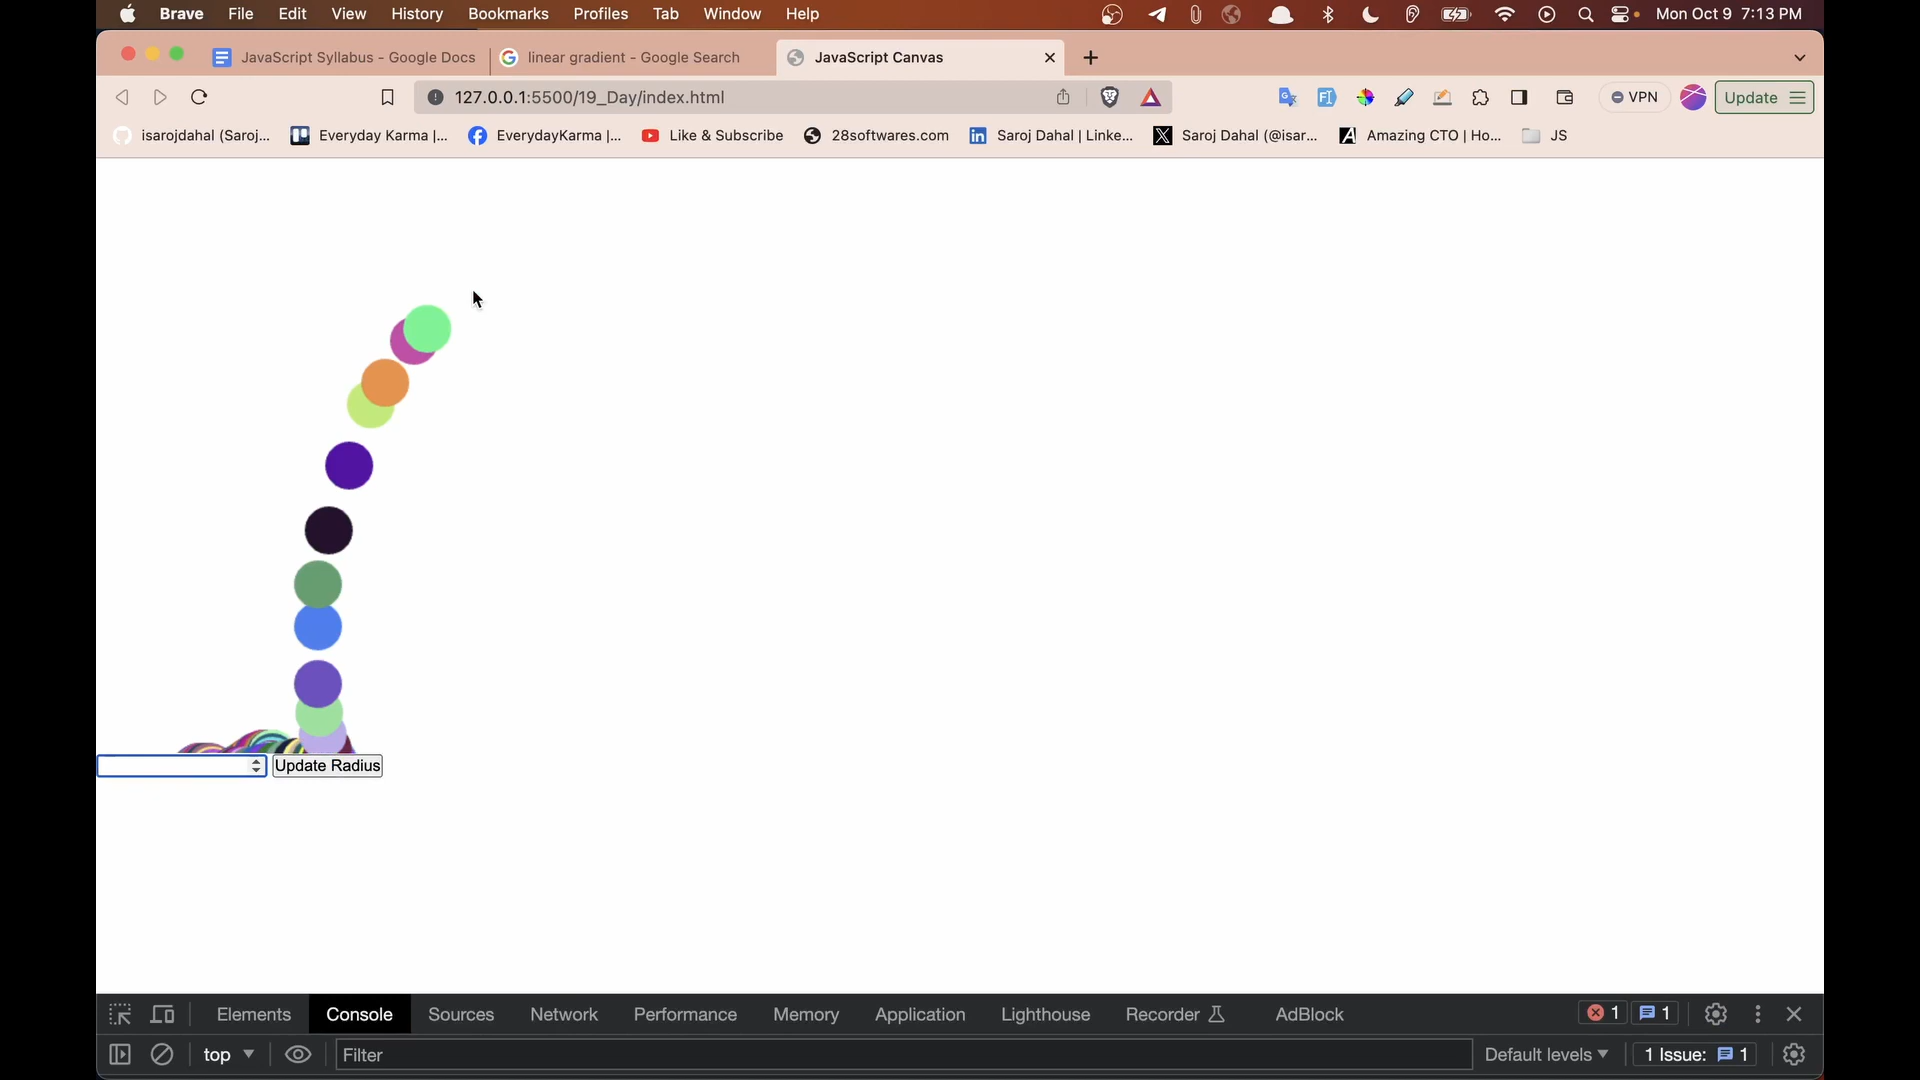 Brave File Edit View History Bookmarks Profiles Tab Window Help Mon Oct 9 7:13 PM
JavaScript Syllabus - Google Docs linear gradient - Google Search JavaScript Canvas
127.0.0.1:5500/19_Day/index.html VPN Update
isarojdahal (Saroj... Everyday Karma |... EverydayKarma |... Like & Subscribe 28softwares.com Saroj Dahal | Linke... Saroj Dahal (@isar... Amazing CTO | Ho... JS
Update Radius
Elements Console Sources Network Performance Memory Application Lighthouse Recorder AdBlock 1 1
top Filter Default levels 1 Issue: 1